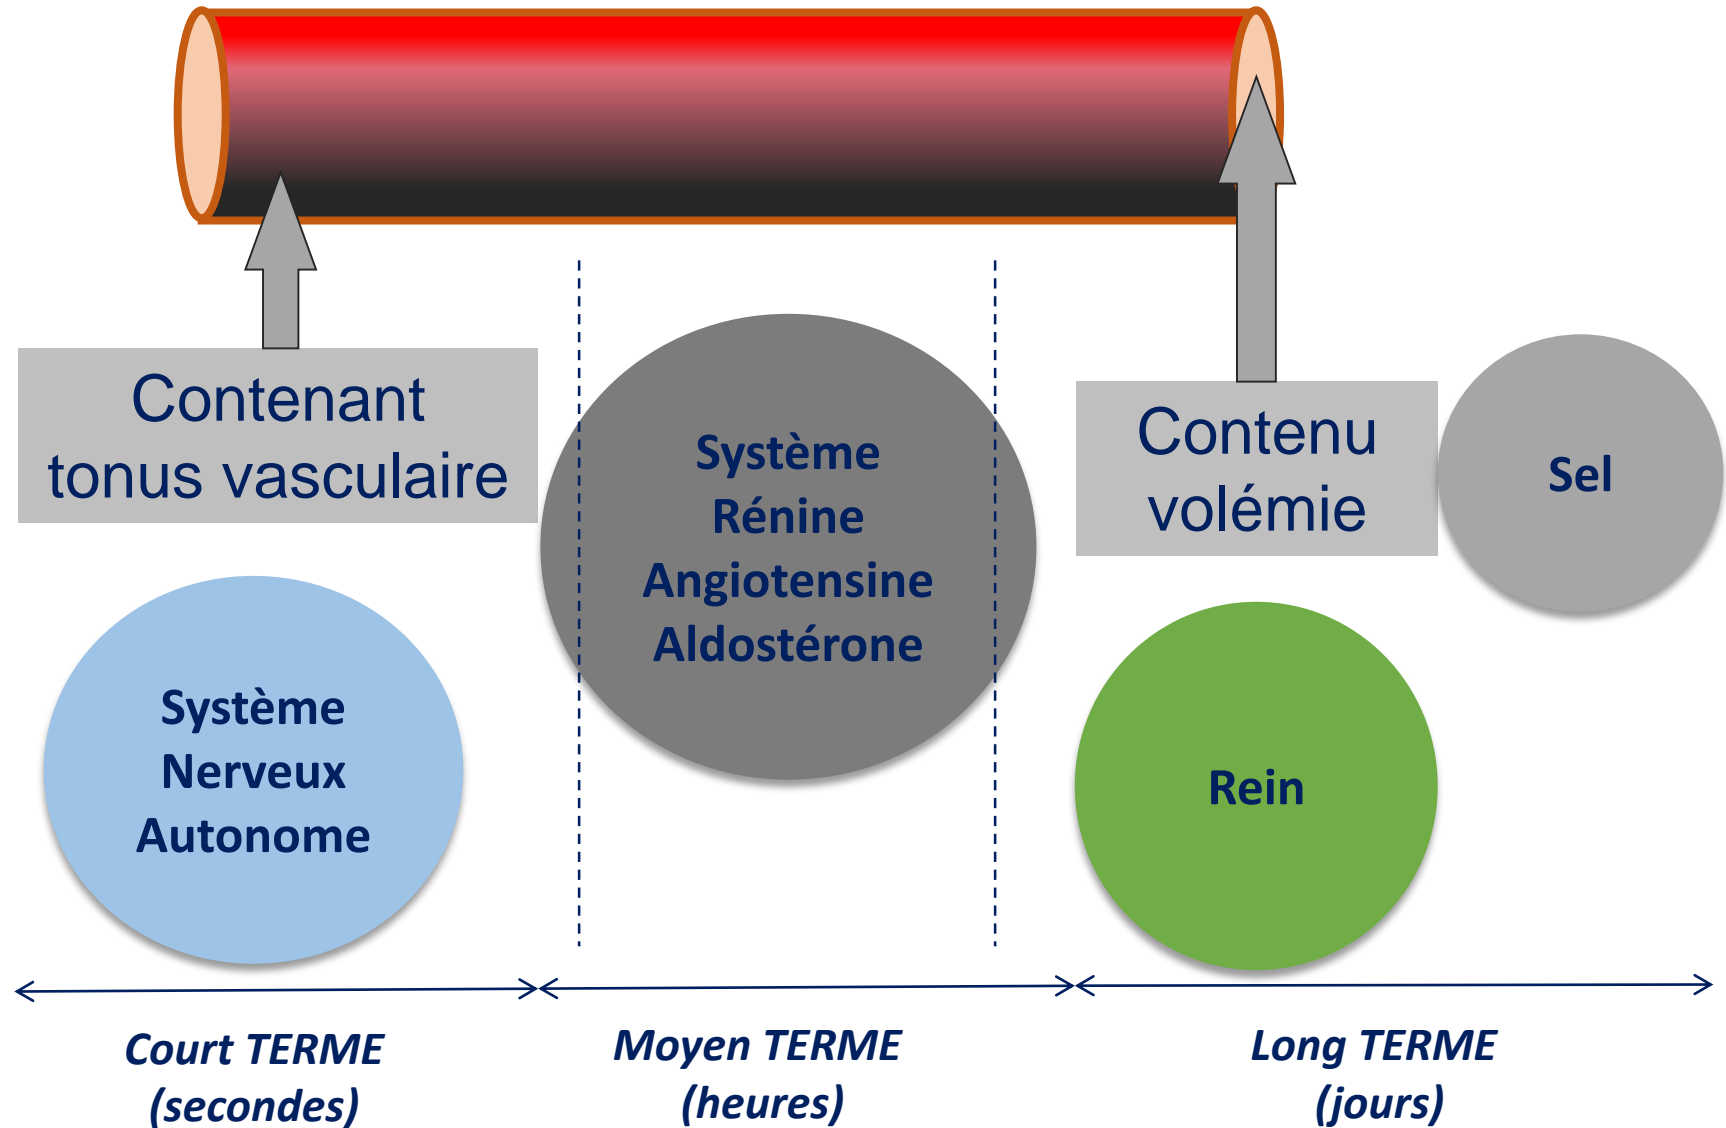 Contenant
tonus vasculaire
Système
Nerveux
Autonome
Système
Rénine
Angiotensine
Aldostérone
Contenu
volémie
Sel
Rein
Court TERME
(secondes)
Moyen TERME
(heures)
Long TERME
(jours)